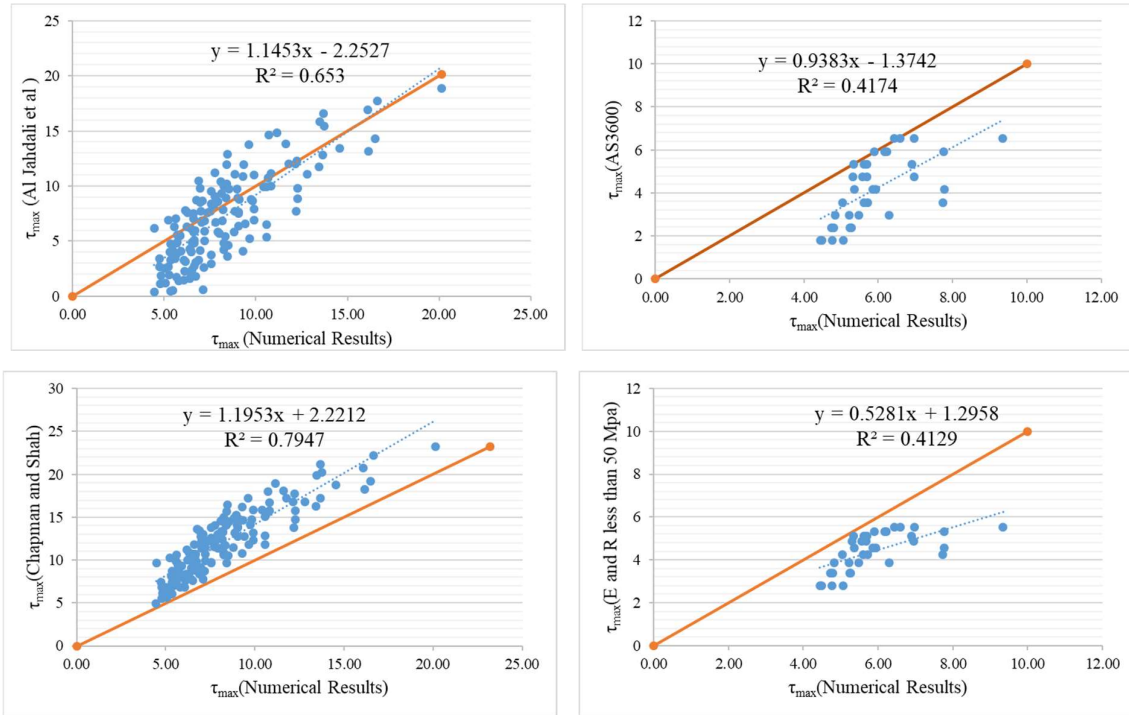 25
20
15
10
5
0
τmax (Al Jahdali et al )
y = 1.1453x - 2.2527
R² = 0.653
0.00 5.00 10.00 15.00 20.00 25.00
τmax (Numerical Results)
12
10
8
6
4
2
0
τmax(AS3600)
y = 0.9383x - 1.3742
R² = 0.4174
0.00 2.00 4.00 6.00 8.00 10.00 12.00
τmax(Numerical Results)
30
25
20
15
10
5
0
τmax(Chapman and Shah)
y = 1.1953x + 2.2212
R² = 0.7947
0.00 5.00 10.00 15.00 20.00 25.00
τmax(Numerical Results)
12
10
8
6
4
2
0
τmax(E and R less than 50 Mpa)
y = 0.5281x + 1.2958
R² = 0.4129
0.00 2.00 4.00 6.00 8.00 10.00 12.00
τmax(Numerical Results)